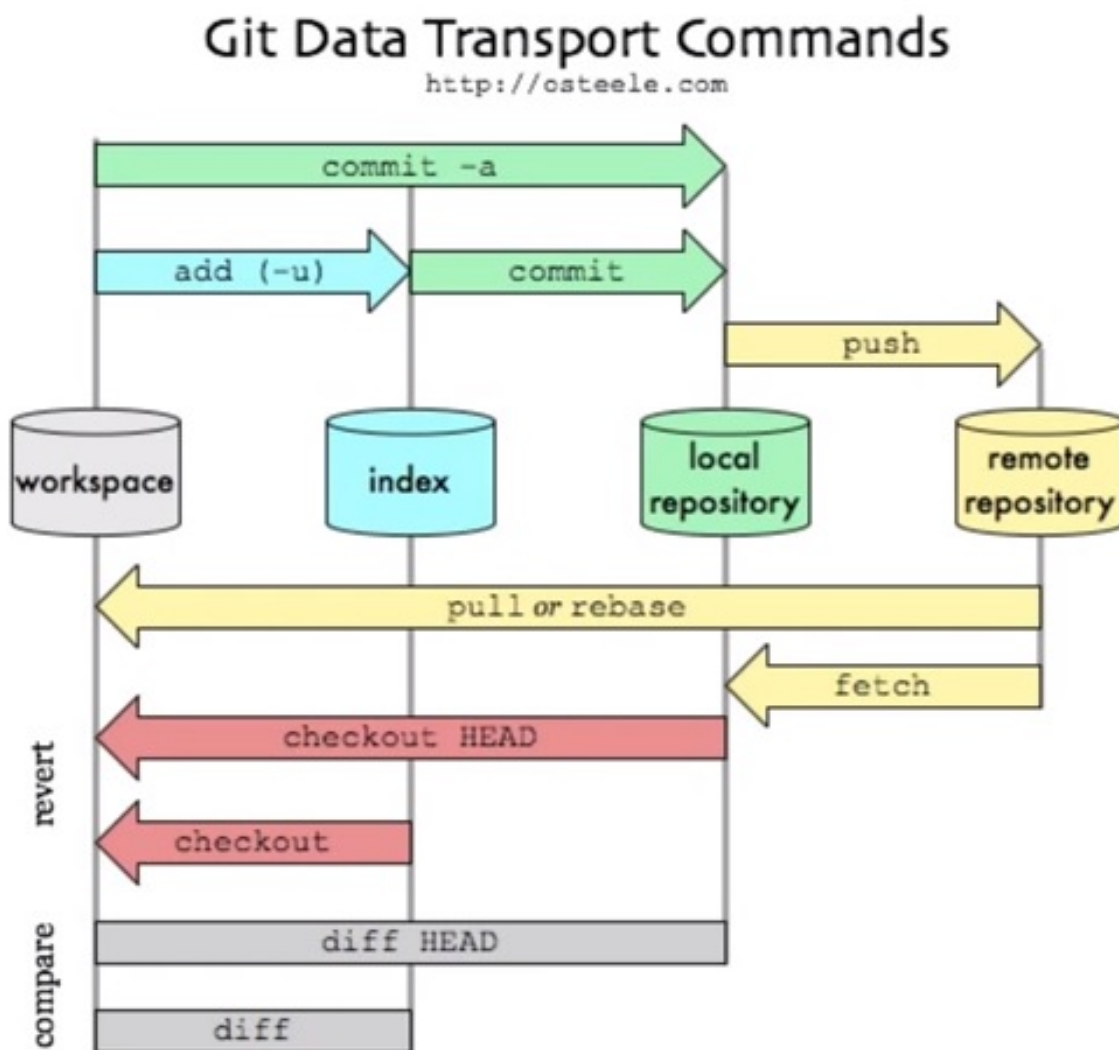 Git Data Transport Commands
http://osteele.com
commit -a
add (-u)
commit
push
workspace
index
local
repository
remote
repository
pull or rebase
fetch
revert
checkout HEAD
checkout
compare
diff HEAD
diff